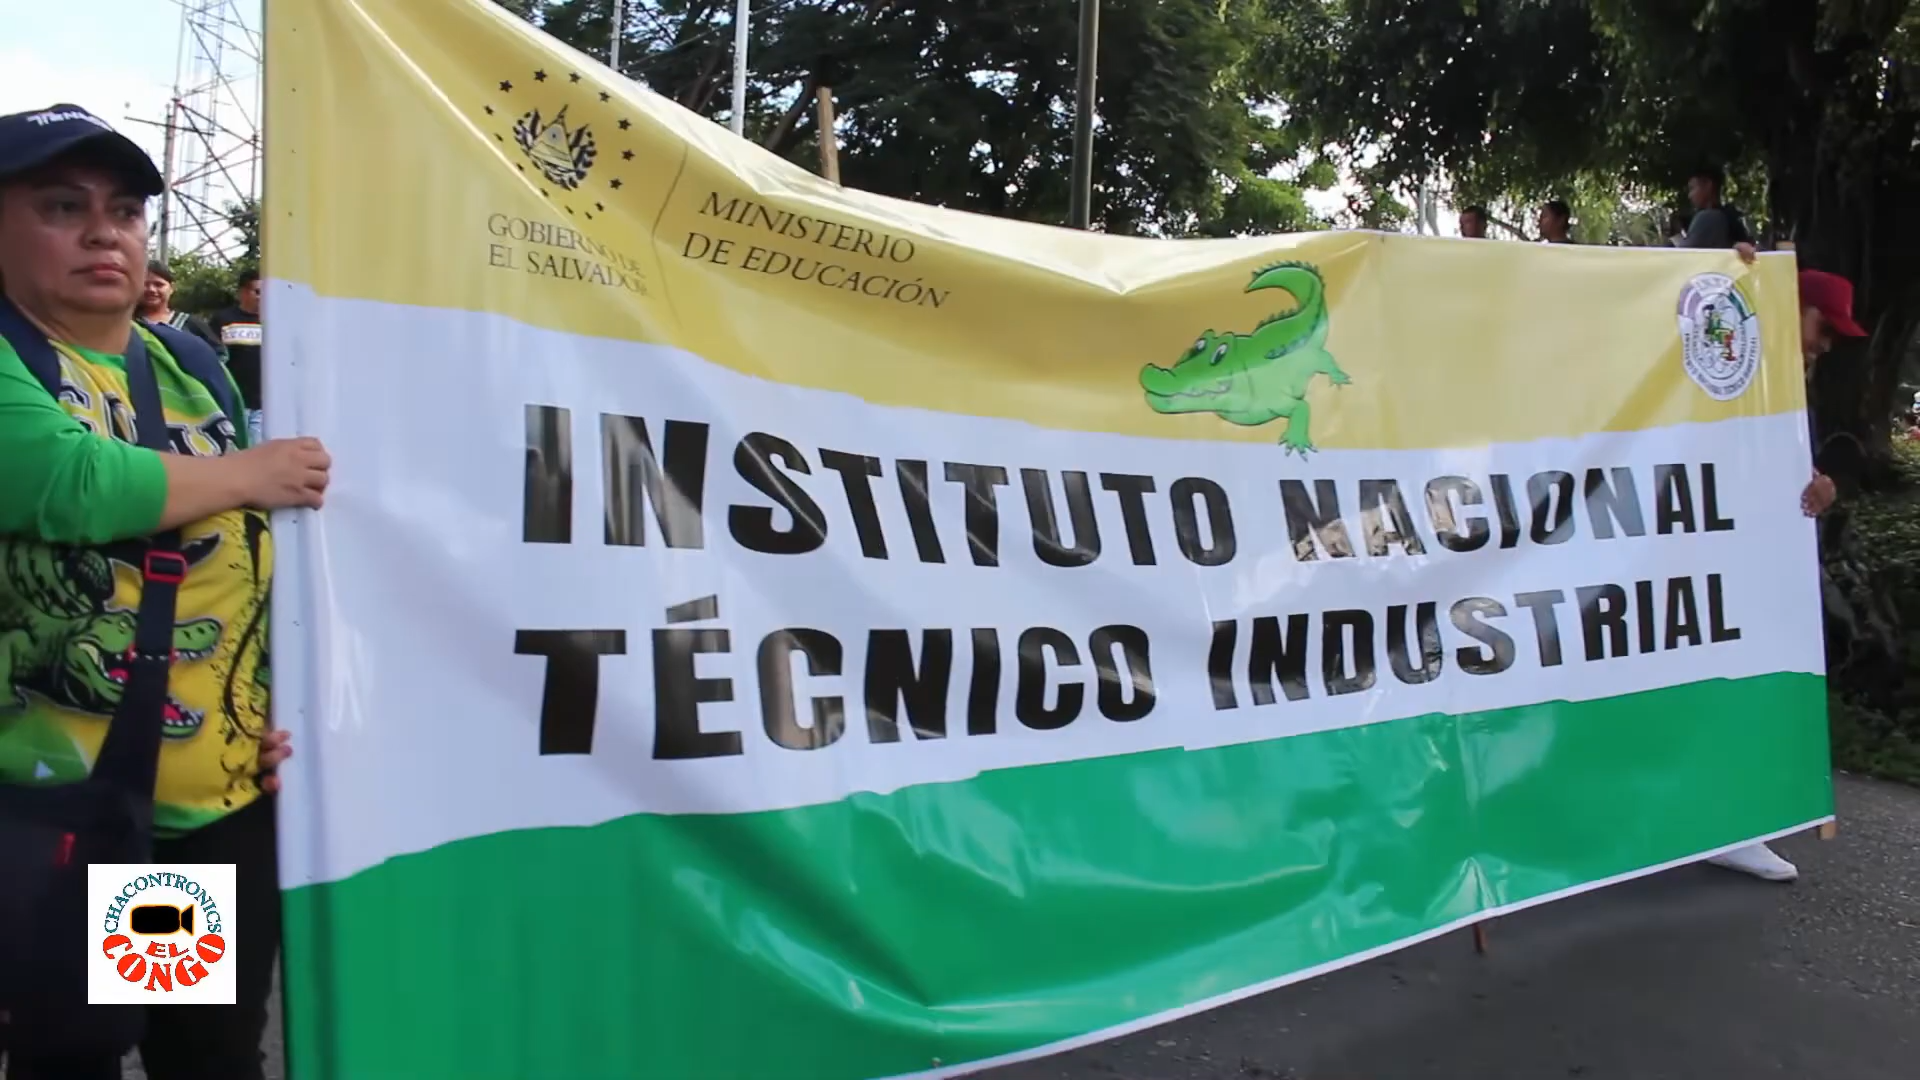 GOBIERNO DE
EL SALVADOR
MINISTERIO
DE EDUCACIÓN
INSTITUTO NACIONAL
TÉCNICO INDUSTRIAL
CHACONTRONICS
EL
CONGO